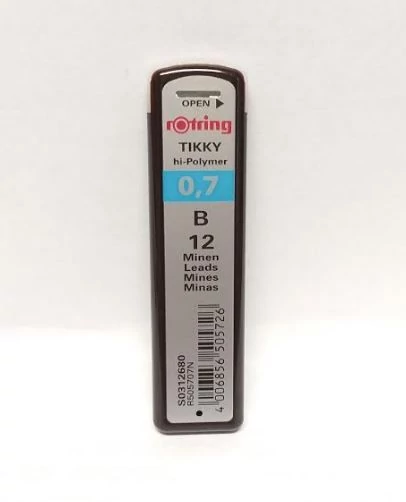 OPEN
rotring
TIKKY
hi-Polymer
0,7
B
12
Minen
Leads
Mines
Minas
S0312680
R505707N
4 006856 505726